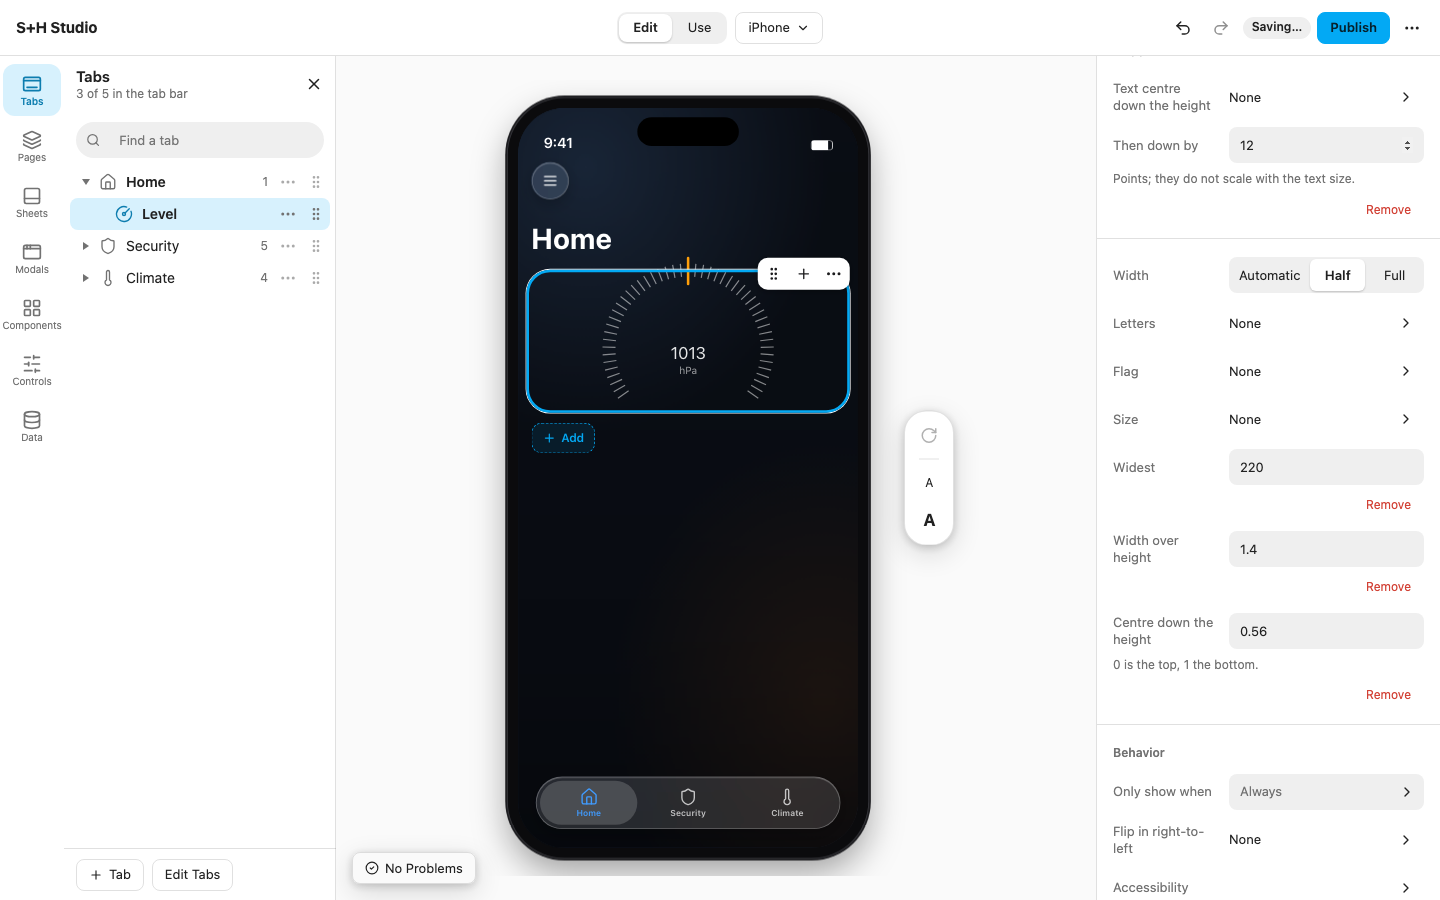 S+H Studio
Edit
Use
iPhone
Saving...
Publish
Tabs
Pages
Sheets
Modals
Components
Controls
Data
Tabs
3 of 5 in the tab bar
Find a tab
Home 1
Level
Security 5
Climate 4
+ Tab
Edit Tabs
9:41
Home
1013
hPa
+ Add
Home
Security
Climate
A
A
No Problems
Text centre
down the height
None
Then down by
12
Points; they do not scale with the text size.
Remove
Width
Automatic
Half
Full
Letters
None
Flag
None
Size
None
Widest
220
Remove
Width over
height
1.4
Remove
Centre down the
height
0.56
0 is the top, 1 the bottom.
Remove
Behavior
Only show when
Always
Flip in right-to-
left
None
Accessibility